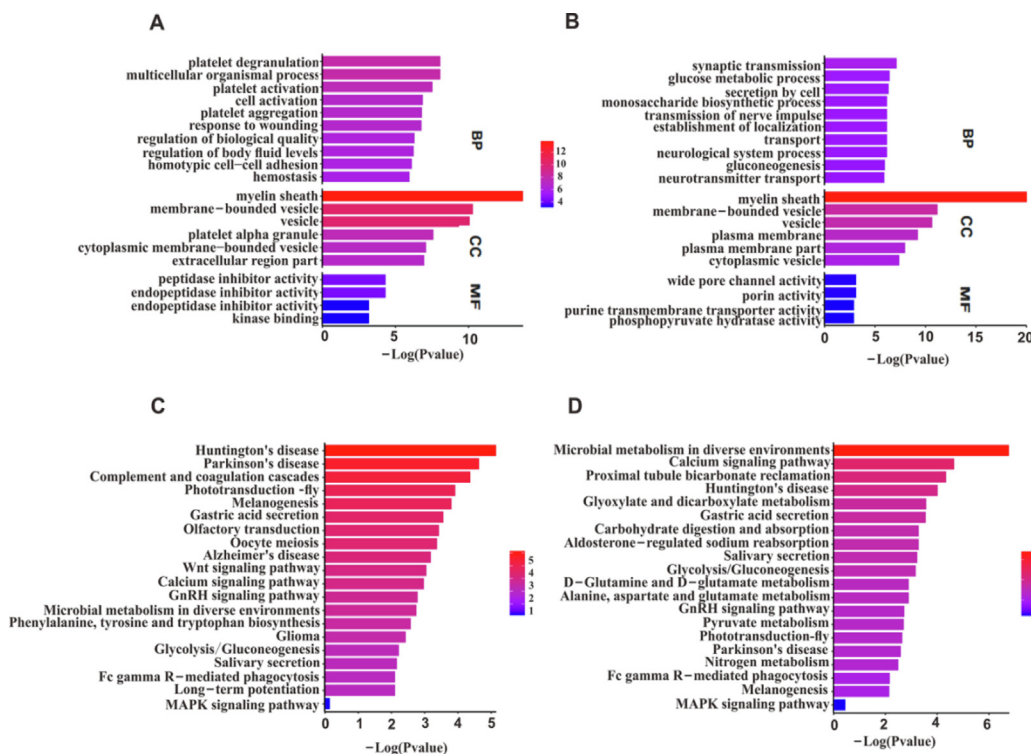 A
platelet degranulation
multicellular organismal process
platelet activation
cell activation
platelet aggregation
response to wounding
regulation of biological quality
regulation of body fluid levels
homotypic cell-cell adhesion
hemostasis
BP
myelin sheath
membrane-bounded vesicle
vesicle
platelet alpha granule
cytoplasmic membrane-bounded vesicle
extracellular region part
CC
peptidase inhibitor activity
endopeptidase inhibitor activity
endopeptidase inhibitor activity
kinase binding
MF
0 5 10
−Log(Pvalue)
12
10
8
6
4
B
synaptic transmission
glucose metabolic process
secretion by cell
monosaccharide biosynthetic process
transmission of nerve impulse
establishment of localization
transport
neurological system process
gluconeogenesis
neurotransmitter transport
BP
myelin sheath
membrane-bounded vesicle
vesicle
plasma membrane
plasma membrane part
cytoplasmic vesicle
CC
wide pore channel activity
porin activity
purine transmembrane transporter activity
phosphopyruvate hydratase activity
MF
0 5 10 15 20
−Log(Pvalue)
C
Huntington's disease
Parkinson's disease
Complement and coagulation cascades
Phototransduction -fly
Melanogenesis
Gastric acid secretion
Olfactory transduction
Oocyte meiosis
Alzheimer's disease
Wnt signaling pathway
Calcium signaling pathway
GnRH signaling pathway
Microbial metabolism in diverse environments
Phenylalanine, tyrosine and tryptophan biosynthesis
Glioma
Glycolysis/Gluconeogenesis
Salivary secretion
Fc gamma R−mediated phagocytosis
Long−term potentiation
MAPK signaling pathway
0 1 2 3 4 5
−Log(Pvalue)
5
4
3
2
1
D
Microbial metabolism in diverse environments
Calcium signaling pathway
Proximal tubule bicarbonate reclamation
Huntington's disease
Glyoxylate and dicarboxylate metabolism
Gastric acid secretion
Carbohydrate digestion and absorption
Aldosterone−regulated sodium reabsorption
Salivary secretion
Glycolysis/Gluconeogenesis
D−Glutamine and D−glutamate metabolism
Alanine, aspartate and glutamate metabolism
GnRH signaling pathway
Pyruvate metabolism
Phototransduction-fly
Parkinson's disease
Nitrogen metabolism
Fc gamma R−mediated phagocytosis
Melanogenesis
MAPK signaling pathway
0 2 4 6
−Log(Pvalue)